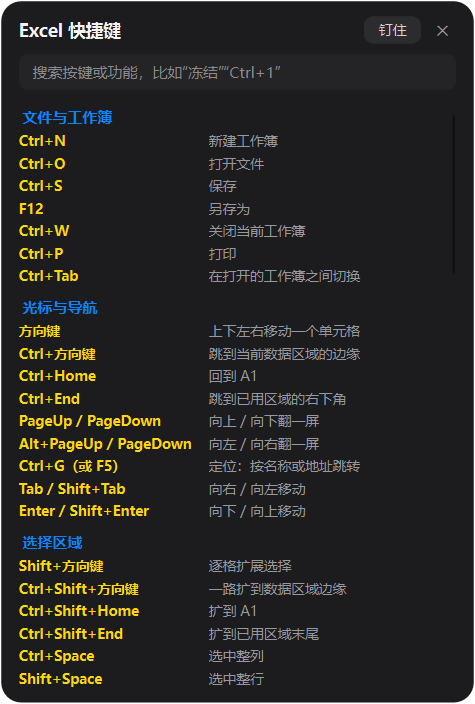 Excel 快捷键 钉住 ×
搜索按键或功能，比如“冻结”“Ctrl+1”
文件与工作簿
Ctrl+N 新建工作簿
Ctrl+O 打开文件
Ctrl+S 保存
F12 另存为
Ctrl+W 关闭当前工作簿
Ctrl+P 打印
Ctrl+Tab 在打开的工作簿之间切换
光标与导航
方向键 上下左右移动一个单元格
Ctrl+方向键 跳到当前数据区域的边缘
Ctrl+Home 回到 A1
Ctrl+End 跳到已用区域的右下角
PageUp / PageDown 向上 / 向下翻一屏
Alt+PageUp / PageDown 向左 / 向右翻一屏
Ctrl+G（或 F5） 定位：按名称或地址跳转
Tab / Shift+Tab 向右 / 向左移动
Enter / Shift+Enter 向下 / 向上移动
选择区域
Shift+方向键 逐格扩展选择
Ctrl+Shift+方向键 一路扩到数据区域边缘
Ctrl+Shift+Home 扩到 A1
Ctrl+Shift+End 扩到已用区域末尾
Ctrl+Space 选中整列
Shift+Space 选中整行